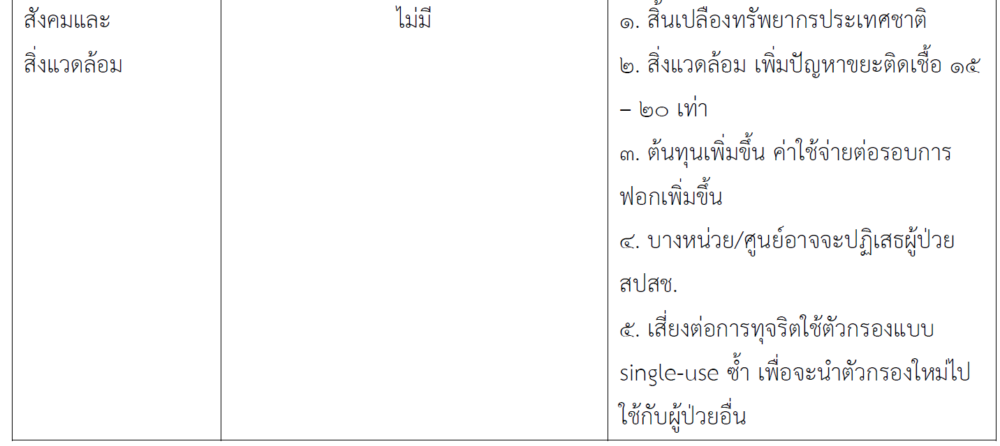 สังคมและ
สิ่งแวดล้อม
ไม่มี
๑. สิ้นเปลืองทรัพยากรประเทศชาติ
๒. สิ่งแวดล้อม เพิ่มปัญหาขยะติดเชื้อ ๑๕
– ๒๐ เท่า
๓. ต้นทุนเพิ่มขึ้น ค่าใช้จ่ายต่อรอบการ
ฟอกเพิ่มขึ้น
๔. บางหน่วย/ศูนย์อาจจะปฏิเสธผู้ป่วย
สปสช.
๕. เสี่ยงต่อการทุจริตใช้ตัวกรองแบบ
single-use ซ้ำ เพื่อจะนำตัวกรองใหม่ไป
ใช้กับผู้ป่วยอื่น